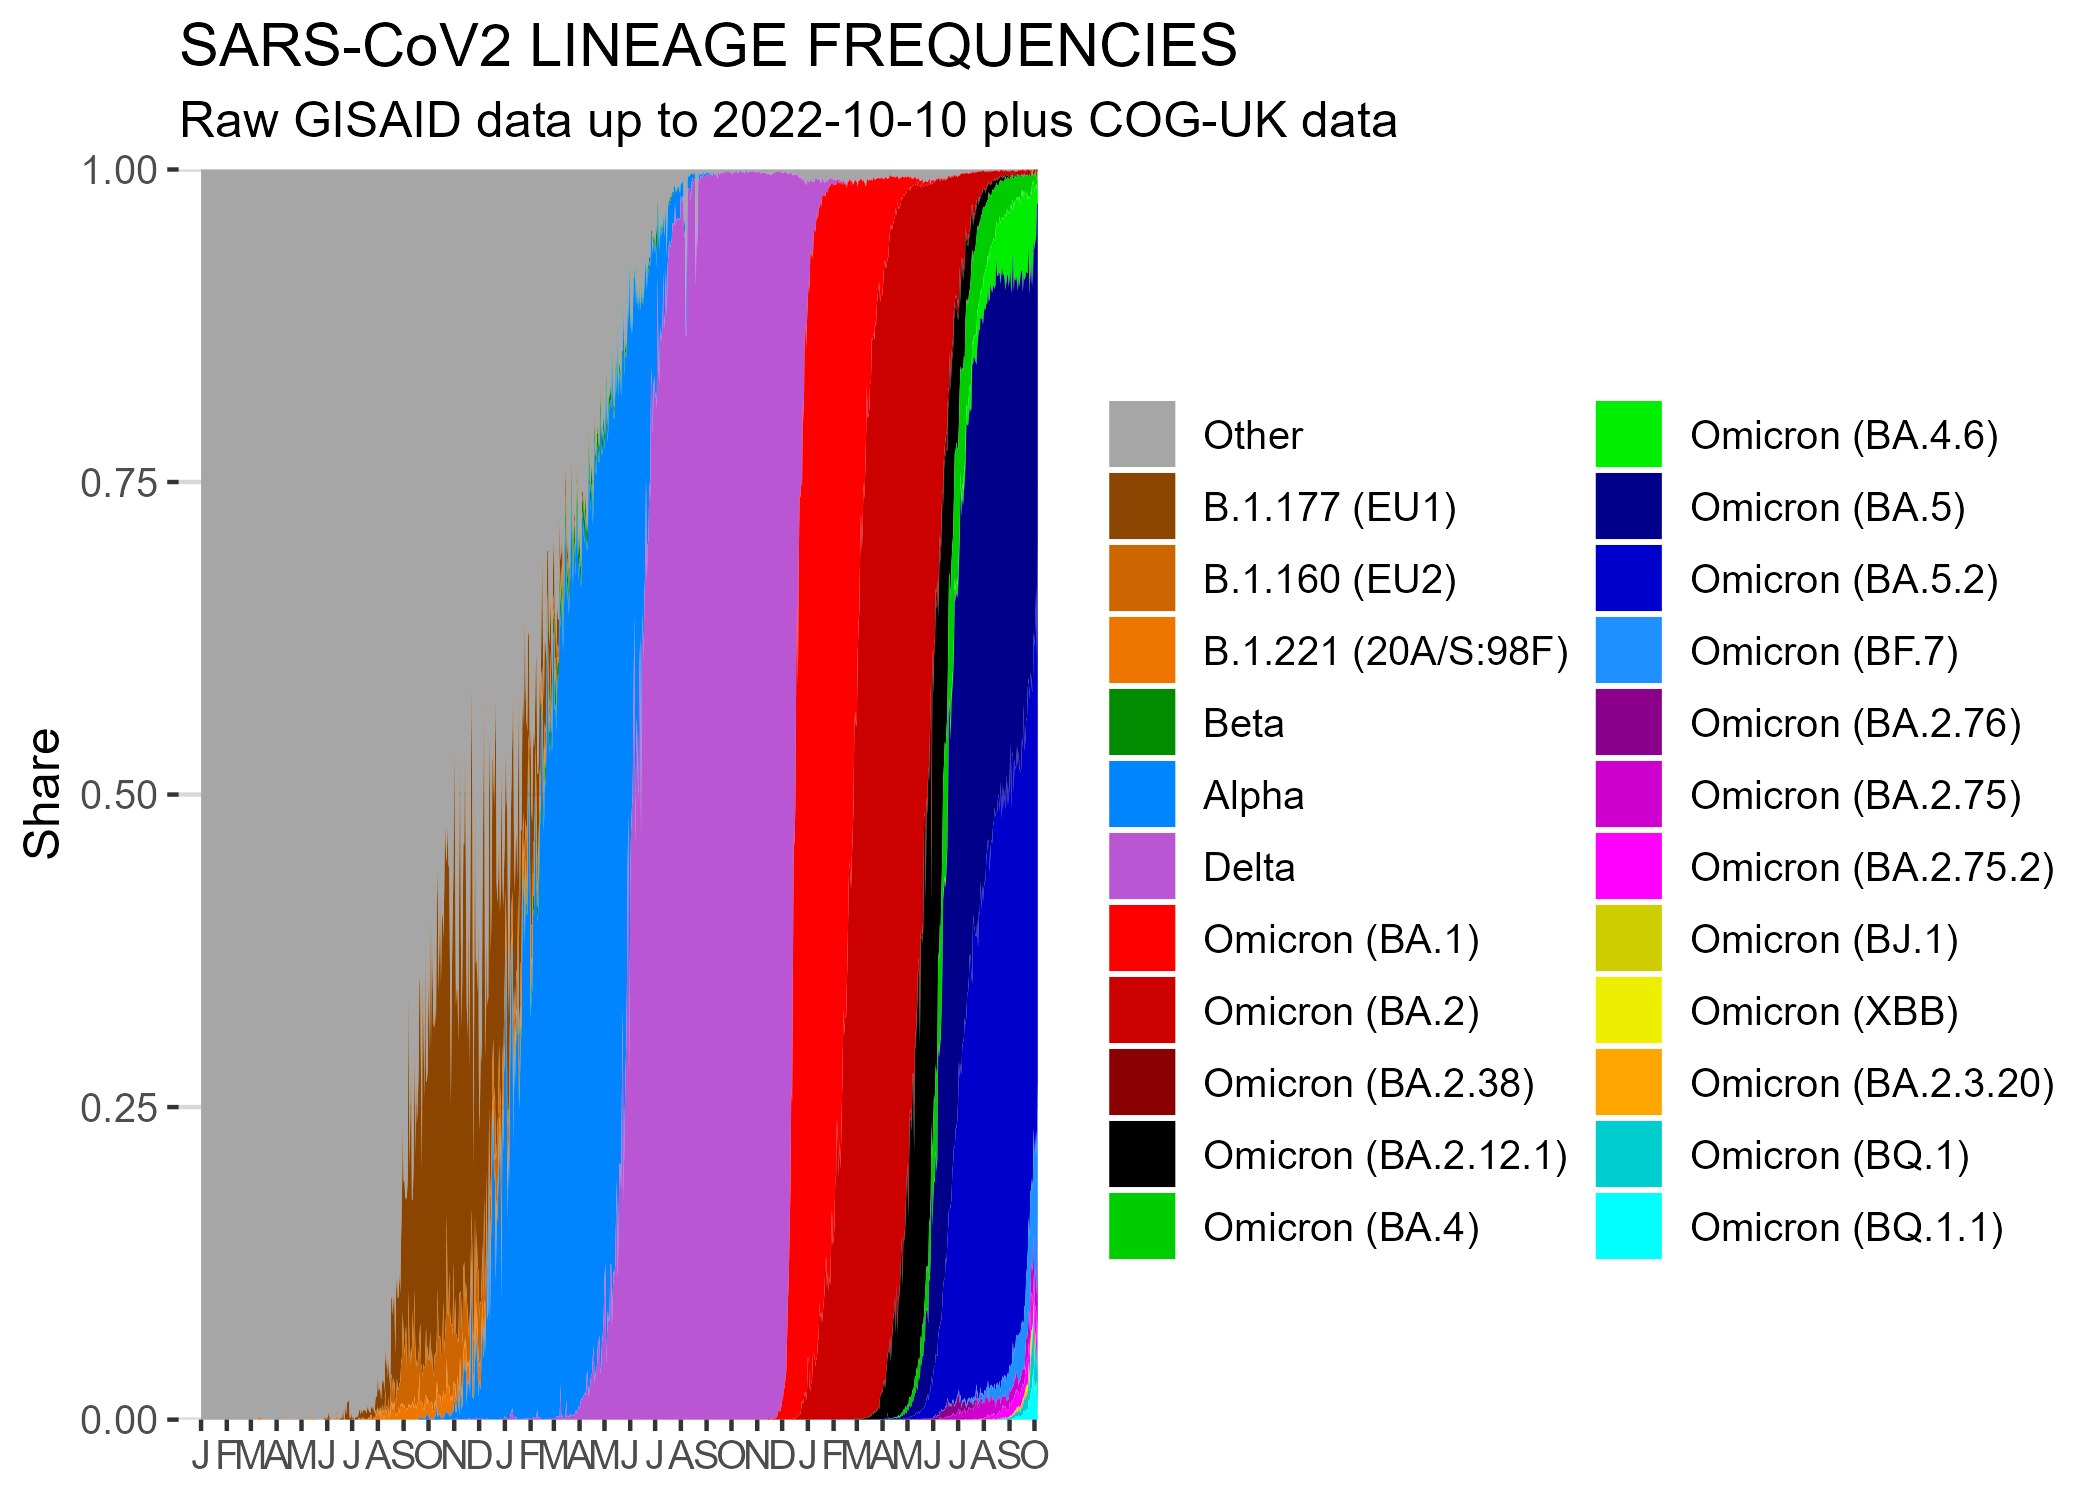 SARS-CoV2 LINEAGE FREQUENCIES
Raw GISAID data up to 2022-10-10 plus COG-UK data
1.00
0.75
0.50
0.25
0.00
Share
J F M A M J J A S O N D J F M A M J J A S O N D J F M A M J J A S O
Other
B.1.177 (EU1)
B.1.160 (EU2)
B.1.221 (20A/S:98F)
Beta
Alpha
Delta
Omicron (BA.1)
Omicron (BA.2)
Omicron (BA.2.38)
Omicron (BA.2.12.1)
Omicron (BA.4)
Omicron (BA.4.6)
Omicron (BA.5)
Omicron (BA.5.2)
Omicron (BF.7)
Omicron (BA.2.76)
Omicron (BA.2.75)
Omicron (BA.2.75.2)
Omicron (BJ.1)
Omicron (XBB)
Omicron (BA.2.3.20)
Omicron (BQ.1)
Omicron (BQ.1.1)